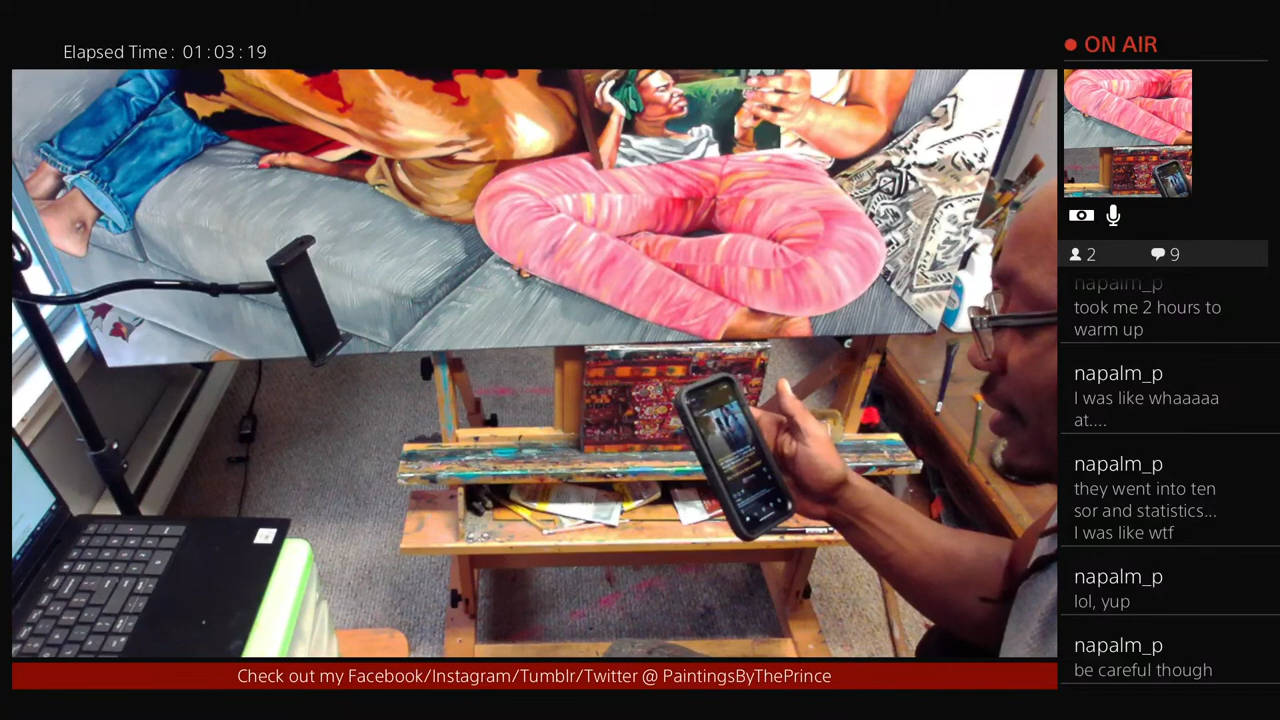 Elapsed Time: 01:03:19
ON AIR
2
9
napalm_p
took me 2 hours to
warm up
napalm_p
I was like whaaaaa
at....
napalm_p
they went into ten
sor and statistics...
I was like wtf
napalm_p
lol, yup
napalm_p
be careful though
Check out my Facebook/Instagram/Tumblr/Twitter @ PaintingsByThePrince